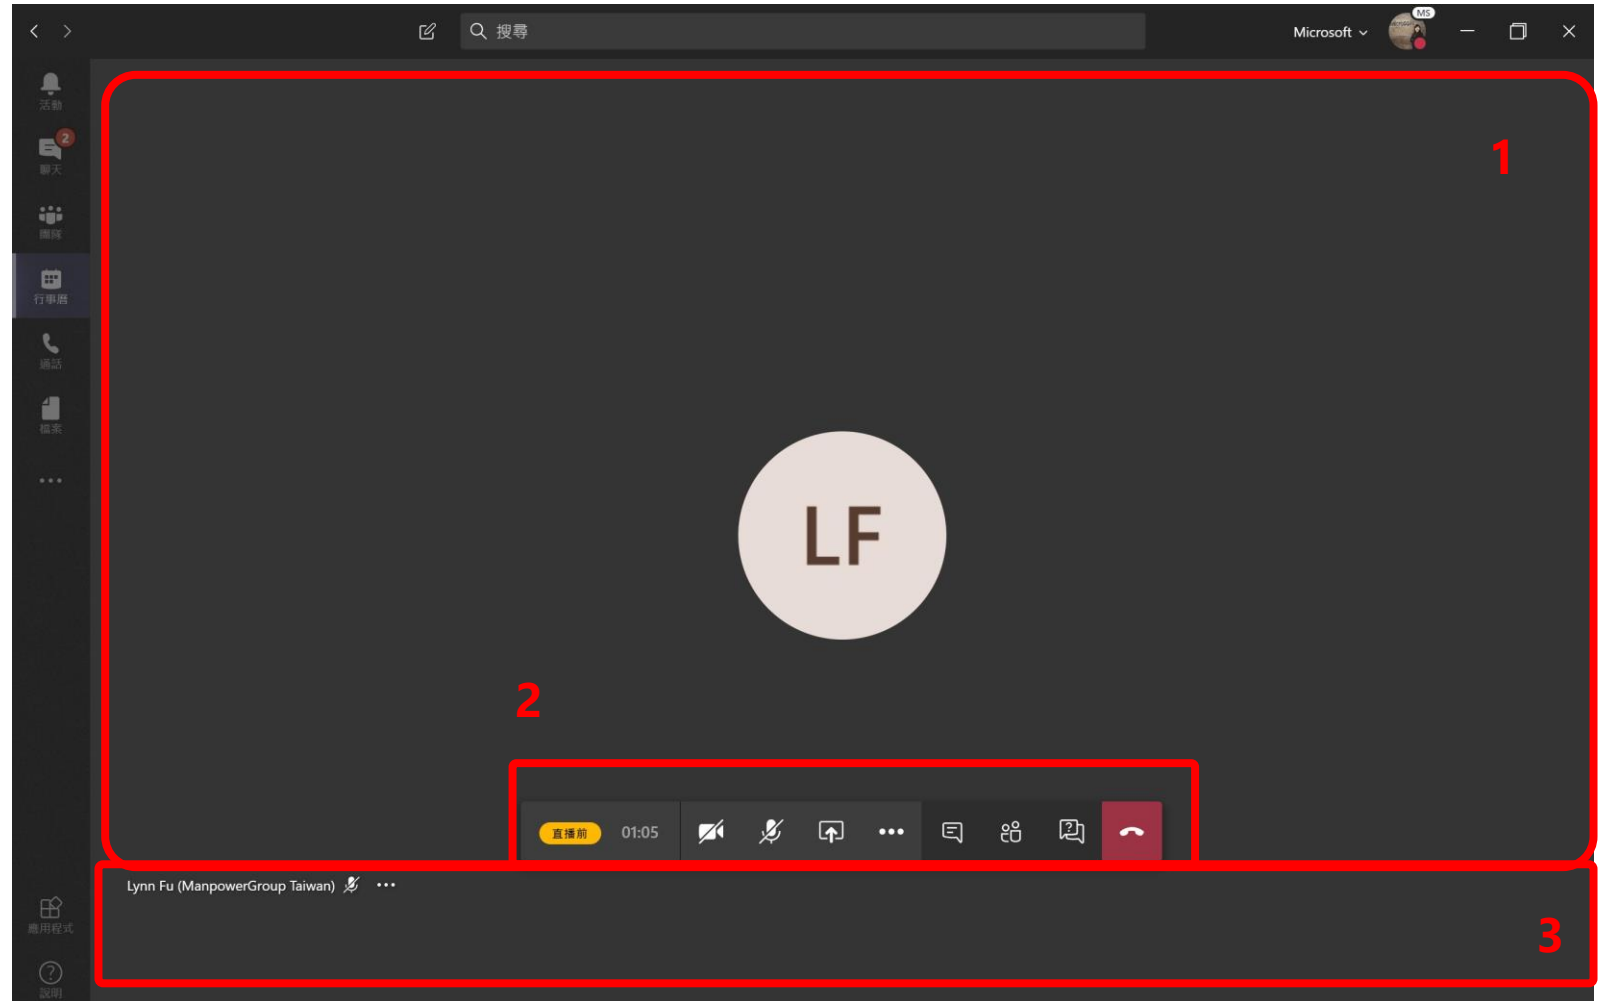 搜尋
Microsoft
MS
活動
2
聊天
團隊
行事曆
通話
檔案
1
LF
2
直播前 01:05
Lynn Fu (ManpowerGroup Taiwan)
3
應用程式
說明